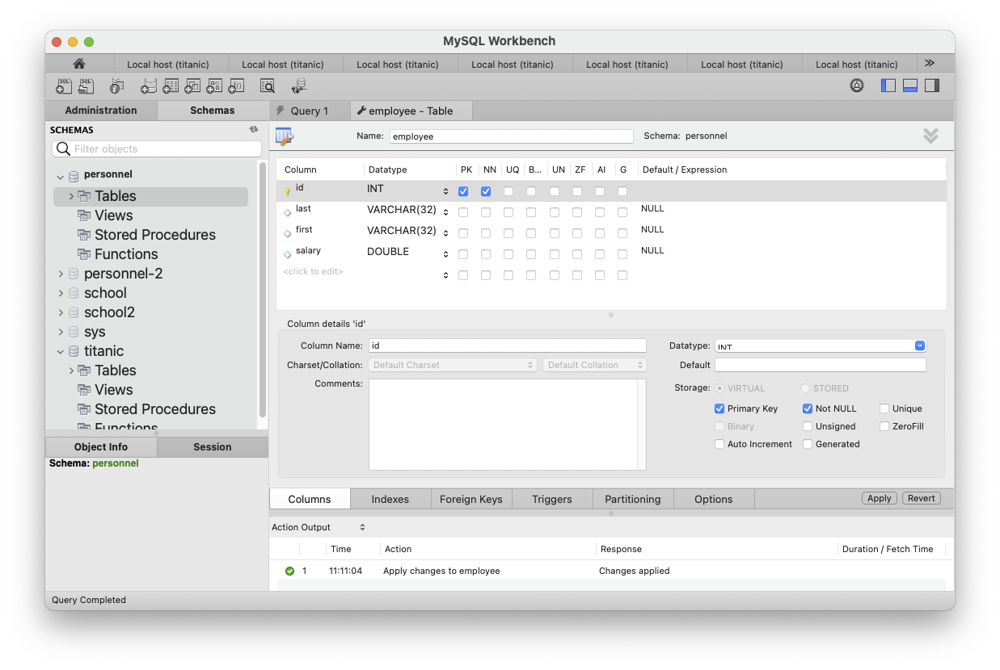 MySQL Workbench
Local host (titanic) Local host (titanic) Local host (titanic) Local host (titanic) Local host (titanic) Local host (titanic) Local host (titanic)
Administration Schemas Query 1 employee - Table
SCHEMAS
Filter objects
personnel
Tables
Views
Stored Procedures
Functions
personnel-2
school
school2
sys
titanic
Tables
Views
Stored Procedures
Functions
Object Info Session
Schema: personnel
Name: employee Schema: personnel
Column Datatype PK NN UQ B... UN ZF AI G Default / Expression
id INT
last VARCHAR(32) NULL
first VARCHAR(32) NULL
salary DOUBLE NULL
<click to edit>
Column details 'id'
Column Name: id Datatype: INT
Charset/Collation: Default Charset Default Collation Default
Comments: Storage: VIRTUAL STORED
Primary Key Not NULL Unique
Binary Unsigned ZeroFill
Auto Increment Generated
Columns Indexes Foreign Keys Triggers Partitioning Options Apply Revert
Action Output
Time Action Response Duration / Fetch Time
1 11:11:04 Apply changes to employee Changes applied
Query Completed